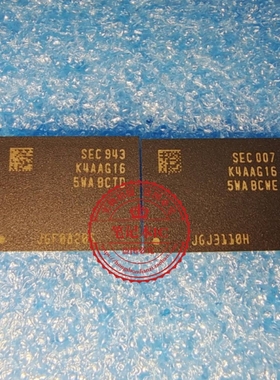 SEC 943
K4AAG16
5WA BCTD
SEC 007
K4AAG16
5WA BCWE
JGJ3110H